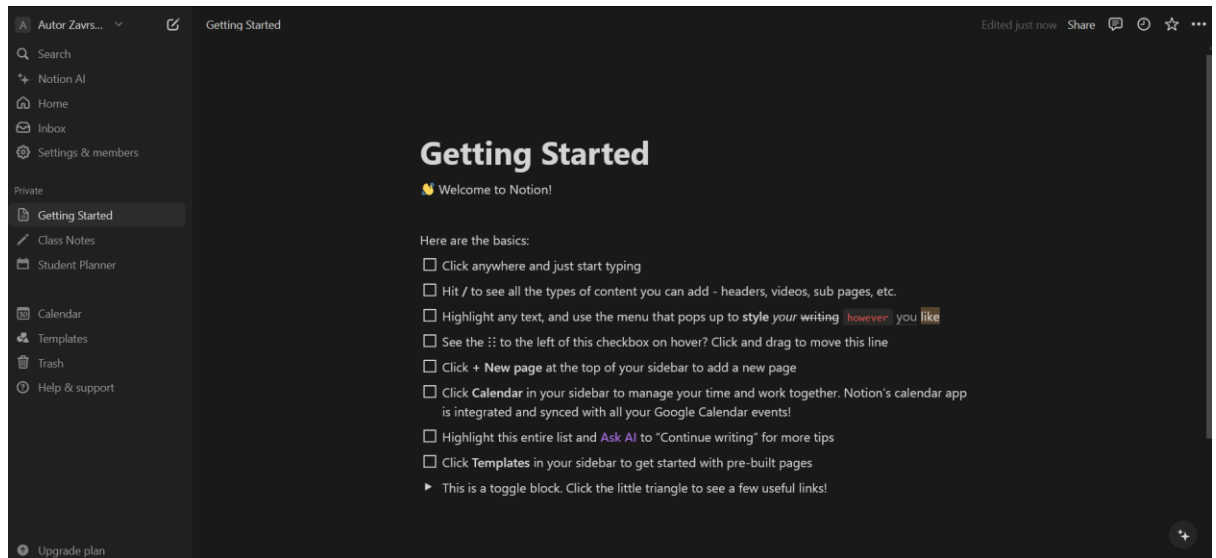 A Autor Zavrs...
Getting Started
Edited just now Share
Search
Notion AI
Home
Inbox
Settings & members
Private
Getting Started
Class Notes
Student Planner
30 Calendar
Templates
Trash
Help & support
Upgrade plan
Getting Started
👋 Welcome to Notion!
Here are the basics:
Click anywhere and just start typing
Hit / to see all the types of content you can add - headers, videos, sub pages, etc.
Highlight any text, and use the menu that pops up to style your writing however you like
See the ⋮⋮ to the left of this checkbox on hover? Click and drag to move this line
Click + New page at the top of your sidebar to add a new page
Click Calendar in your sidebar to manage your time and work together. Notion's calendar app
is integrated and synced with all your Google Calendar events!
Highlight this entire list and Ask AI to "Continue writing" for more tips
Click Templates in your sidebar to get started with pre-built pages
This is a toggle block. Click the little triangle to see a few useful links!